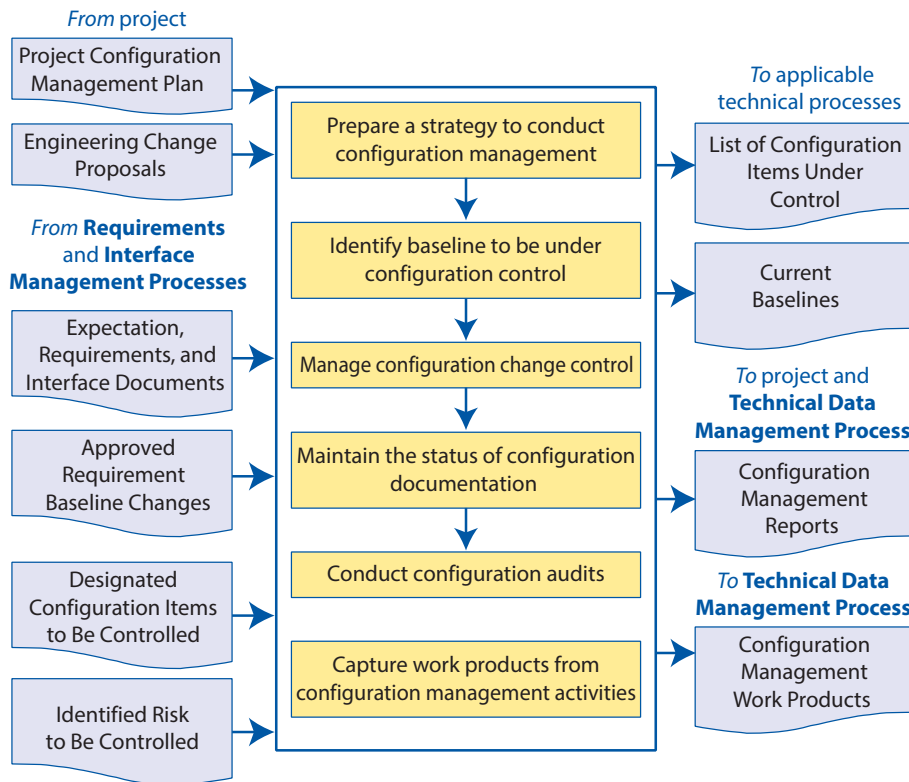 From project
Project Configuration
Management Plan
Engineering Change
Proposals
From Requirements
and Interface
Management Processes
Expectation,
Requirements, and
Interface Documents
Approved
Requirement
Baseline Changes
Designated
Configuration Items
to Be Controlled
Identified Risk
to Be Controlled
Prepare a strategy to conduct
configuration management
Identify baseline to be under
configuration control
Manage configuration change control
Maintain the status of configuration
documentation
Conduct configuration audits
Capture work products from
configuration management activities
To applicable
technical processes
List of Configuration
Items Under
Control
Current
Baselines
To project and
Technical Data
Management Process
Configuration
Management
Reports
To Technical Data
Management Process
Configuration
Management
Work Products